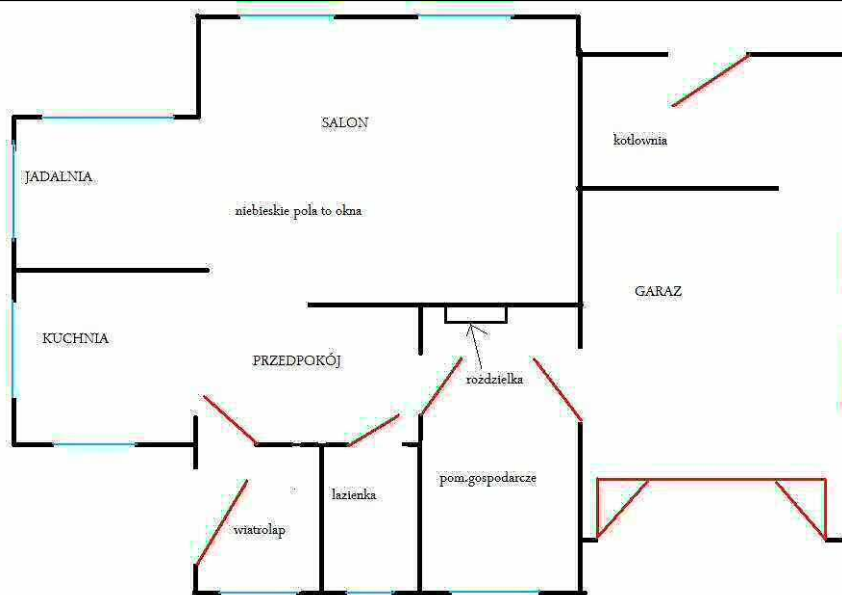 SALON
kotlownia
JADALNIA
niebieskie pola to okna
GARAZ
KUCHNIA
PRZEDPOKÓJ
rozdzielka
pom.gospodarcze
lazienka
wiatrolap